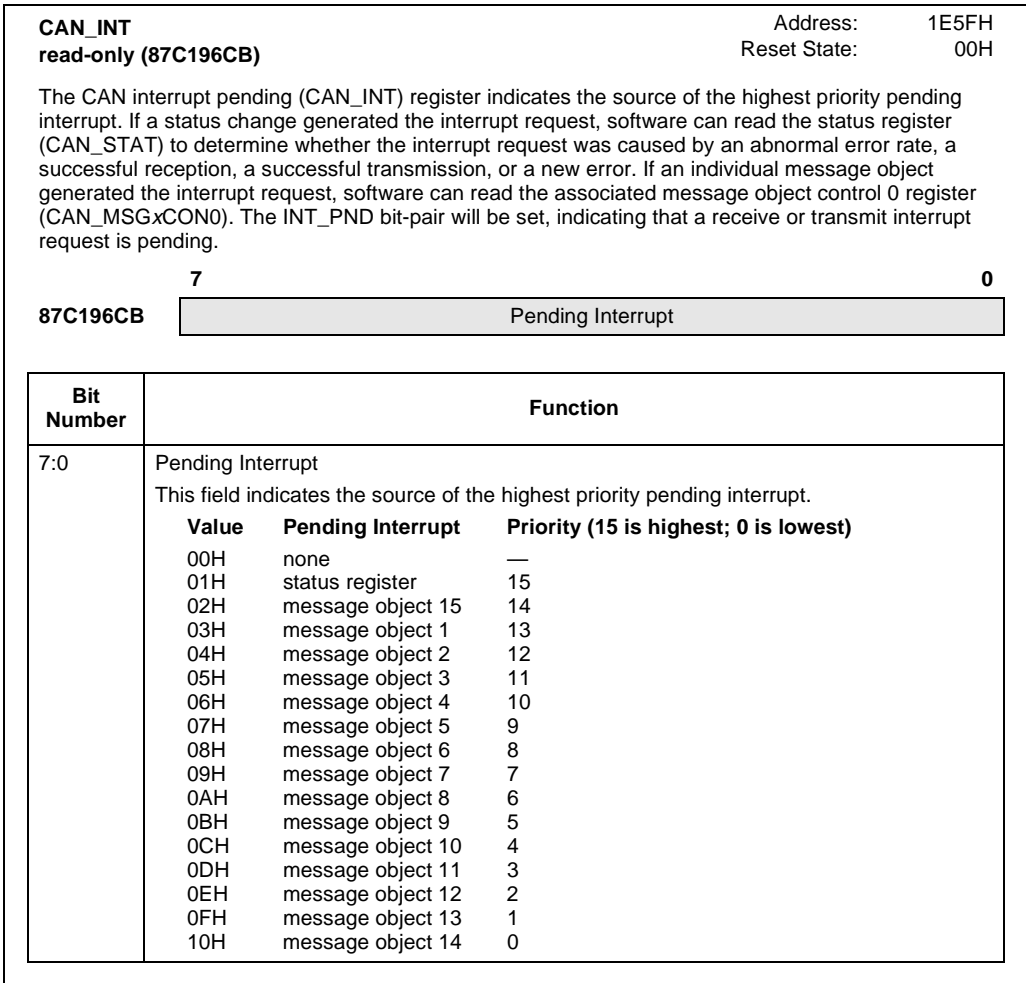 CAN_INT
read-only (87C196CB)
Address: 1E5FH
Reset State: 00H
The CAN interrupt pending (CAN_INT) register indicates the source of the highest priority pending
interrupt. If a status change generated the interrupt request, software can read the status register
(CAN_STAT) to determine whether the interrupt request was caused by an abnormal error rate, a
successful reception, a successful transmission, or a new error. If an individual message object
generated the interrupt request, software can read the associated message object control 0 register
(CAN_MSGxCON0). The INT_PND bit-pair will be set, indicating that a receive or transmit interrupt
request is pending.
7 0
87C196CB Pending Interrupt
Bit
Number
Function
7:0 Pending Interrupt
This field indicates the source of the highest priority pending interrupt.
Value Pending Interrupt Priority (15 is highest; 0 is lowest)
00H none —
01H status register 15
02H message object 15 14
03H message object 1 13
04H message object 2 12
05H message object 3 11
06H message object 4 10
07H message object 5 9
08H message object 6 8
09H message object 7 7
0AH message object 8 6
0BH message object 9 5
0CH message object 10 4
0DH message object 11 3
0EH message object 12 2
0FH message object 13 1
10H message object 14 0